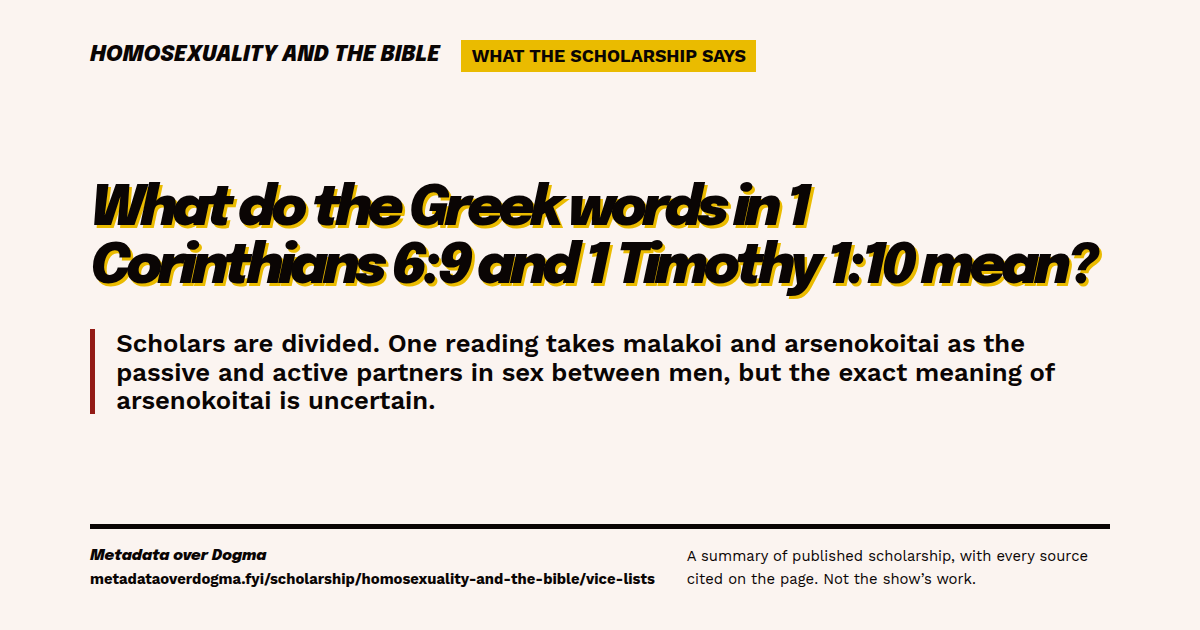 HOMOSEXUALITY AND THE BIBLE
WHAT THE SCHOLARSHIP SAYS
What do the Greek words in 1
Corinthians 6:9 and 1 Timothy 1:10 mean?
Scholars are divided. One reading takes malakoi and arsenokoitai as the
passive and active partners in sex between men, but the exact meaning of
arsenokoitai is uncertain.
Metadata over Dogma
metadataoverdogma.fyi/scholarship/homosexuality-and-the-bible/vice-lists
A summary of published scholarship, with every source
cited on the page. Not the show’s work.